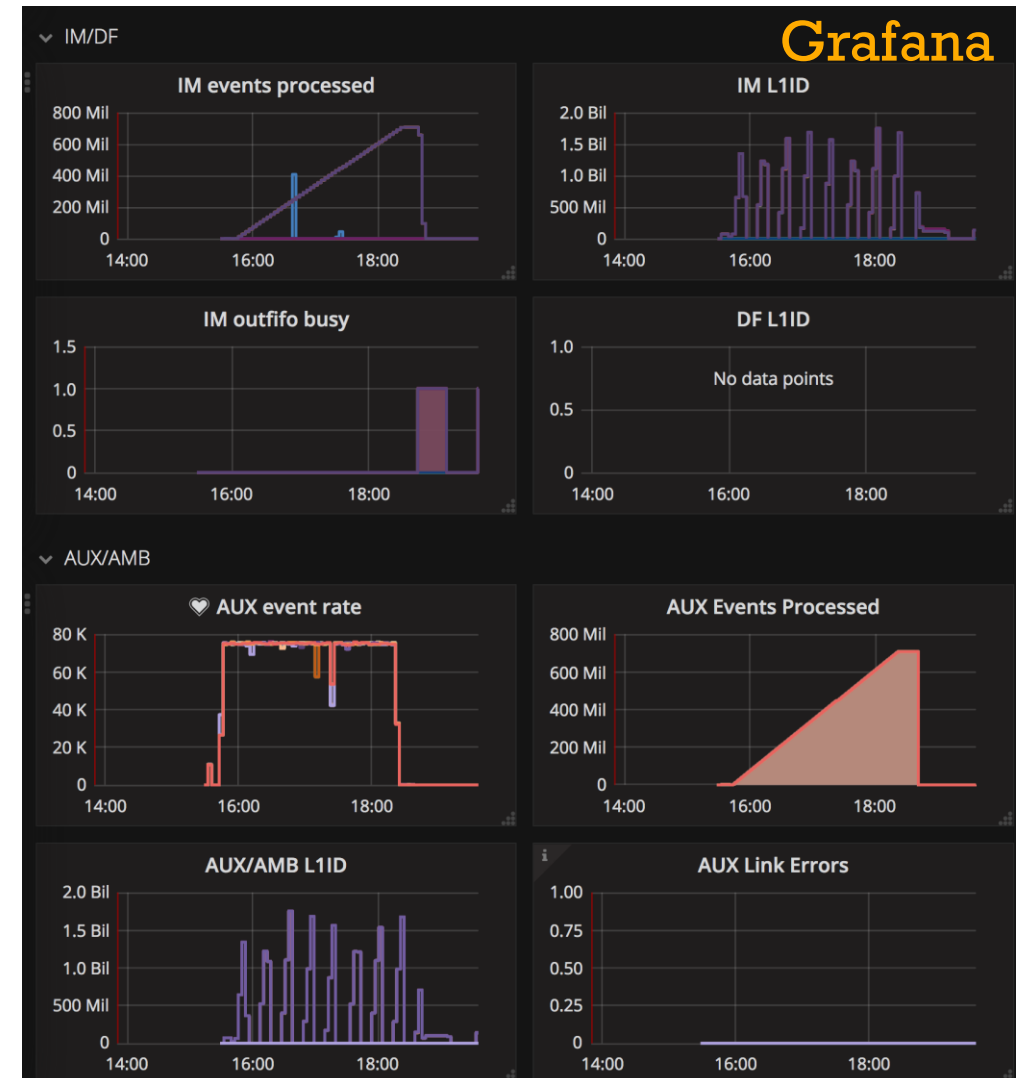 IM/DF
Grafana
IM events processed
800 Mil
600 Mil
400 Mil
200 Mil
0
14:00 16:00 18:00
IM L1ID
2.0 Bil
1.5 Bil
1.0 Bil
500 Mil
0
14:00 16:00 18:00
IM outfifo busy
1.5
1.0
0.5
0
14:00 16:00 18:00
DF L1ID
1.0
No data points
0.5
0
14:00 16:00 18:00
AUX/AMB
AUX event rate
80 K
60 K
40 K
20 K
0
14:00 16:00 18:00
AUX Events Processed
800 Mil
600 Mil
400 Mil
200 Mil
0
14:00 16:00 18:00
AUX/AMB L1ID
2.0 Bil
1.5 Bil
1.0 Bil
500 Mil
0
14:00 16:00 18:00
i
AUX Link Errors
1.00
0.75
0.50
0.25
0
14:00 16:00 18:00